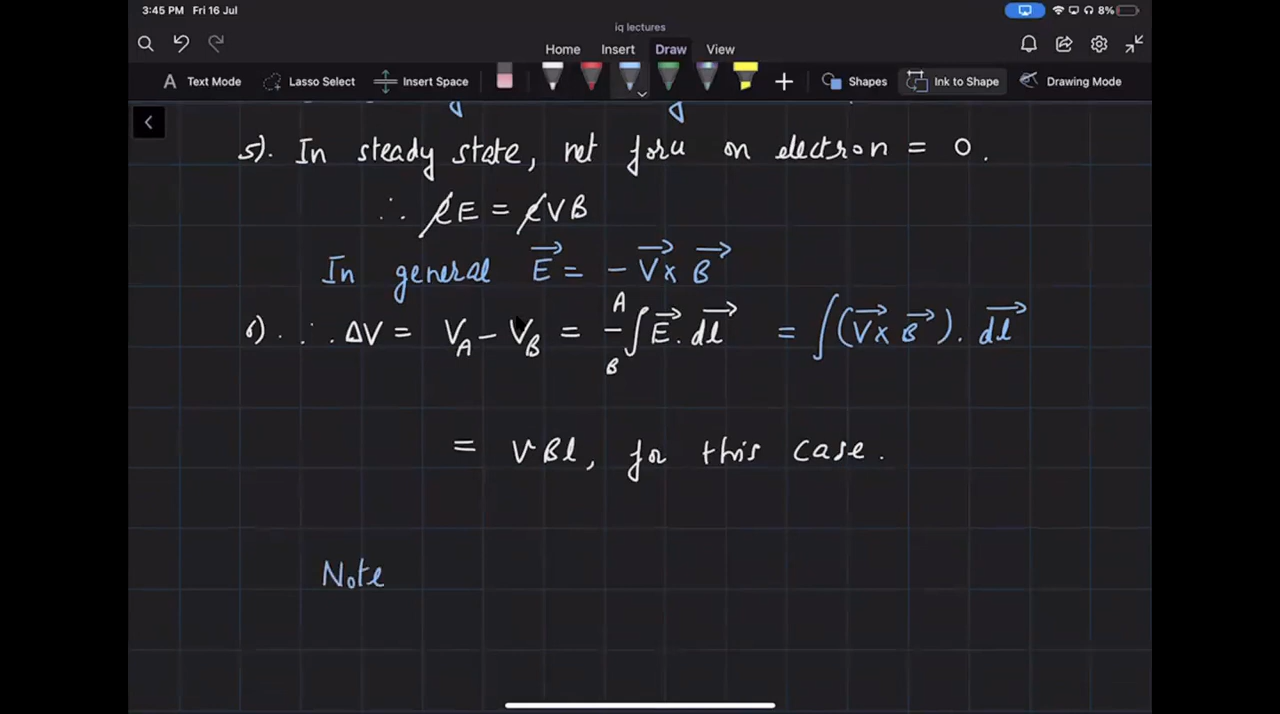 3:45 PM Fri 16 Jul
8%
iq lectures
Home Insert Draw View
Text Mode Lasso Select Insert Space Shapes Ink to Shape Drawing Mode
5). In steady state, net force on electron = 0.
∴ eE = eVB
In general E⃗ = - V⃗ x B⃗
6) ∴ ΔV = V_A - V_B = - ∫_B^A E⃗ . dl⃗ = ∫(V⃗ x B⃗) . dl⃗
= vBl, for this case.
Note